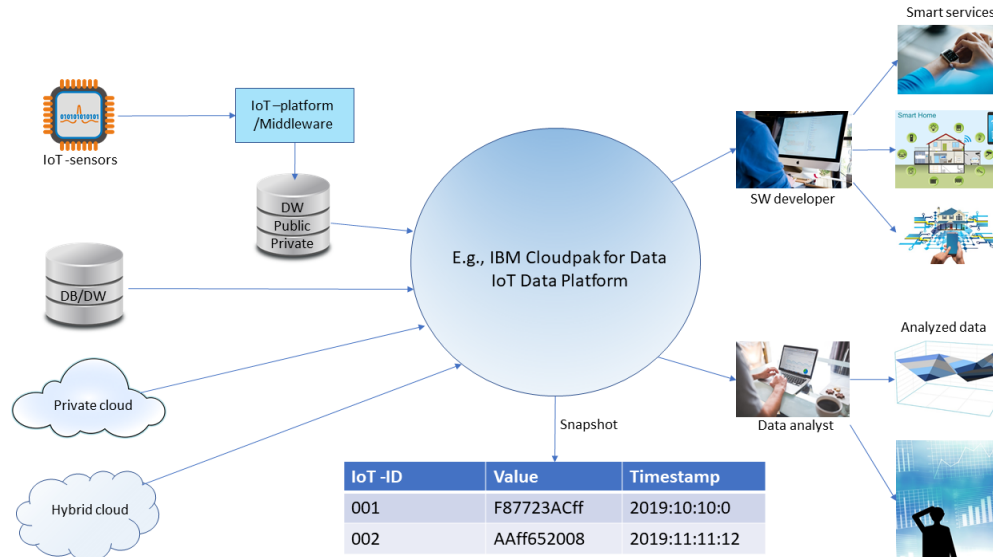 Smart services
010101010101
IoT -sensors
IoT –platform
/Middleware
DW
Public
Private
DB/DW
Private cloud
Hybrid cloud
E.g., IBM Cloudpak for Data
IoT Data Platform
SW developer
Smart Home
Analyzed data
Data analyst
Snapshot
IoT -ID Value Timestamp
001 F87723ACff 2019:10:10:0
002 AAff652008 2019:11:11:12